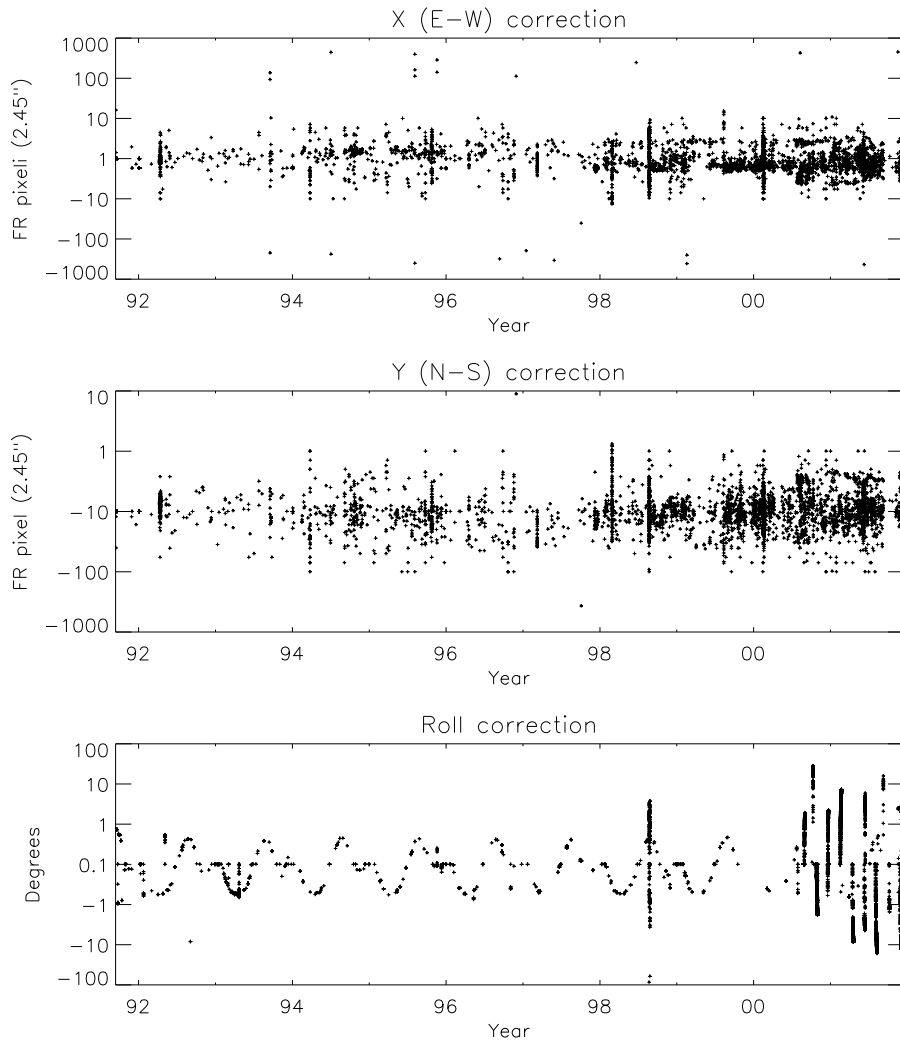 X (E-W) correction
1000
100
10
1
-10
-100
-1000
FR pixeli (2.45")
92 94 96 98 00
Year
Y (N-S) correction
10
1
-10
-100
-1000
FR pixel (2.45")
92 94 96 98 00
Year
Roll correction
100
10
1
0.1
-1
-10
-100
Degrees
92 94 96 98 00
Year